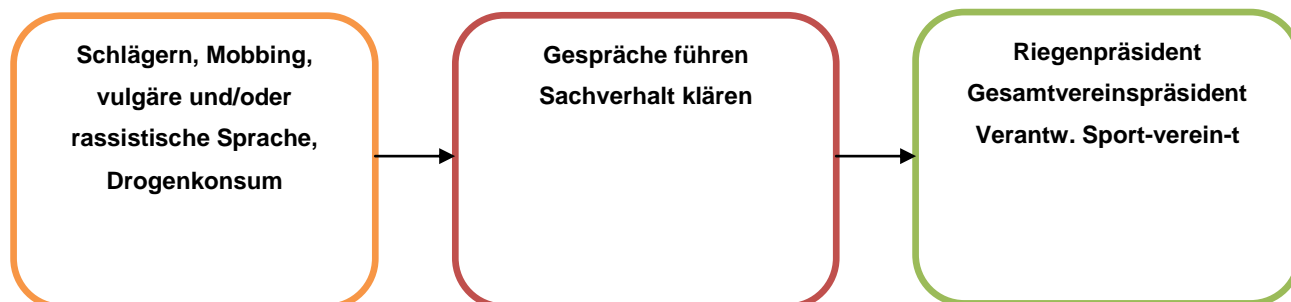 Schlägern, Mobbing,
vulgäre und/oder
rassistische Sprache,
Drogenkonsum
Gespräche führen
Sachverhalt klären
Riegenpräsident
Gesamtvereinspräsident
Verantw. Sport-verein-t